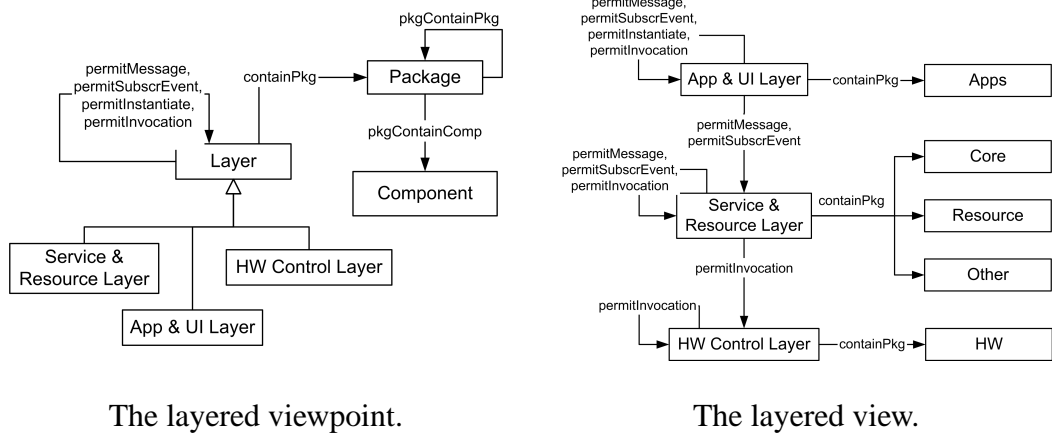 pkgContainPkg
permitMessage,
permitSubscrEvent,
permitInstantiate,
permitInvocation
containPkg
Package
pkgContainComp
Layer
Component
Service &
Resource Layer
HW Control Layer
App & UI Layer
The layered viewpoint.
permitMessage,
permitSubscrEvent,
permitInstantiate,
permitInvocation
App & UI Layer
containPkg
Apps
permitMessage,
permitSubscrEvent
permitMessage,
permitSubscrEvent,
permitInvocation
Service &
Resource Layer
containPkg
Core
Resource
Other
permitInvocation
permitInvocation
HW Control Layer
containPkg
HW
The layered view.